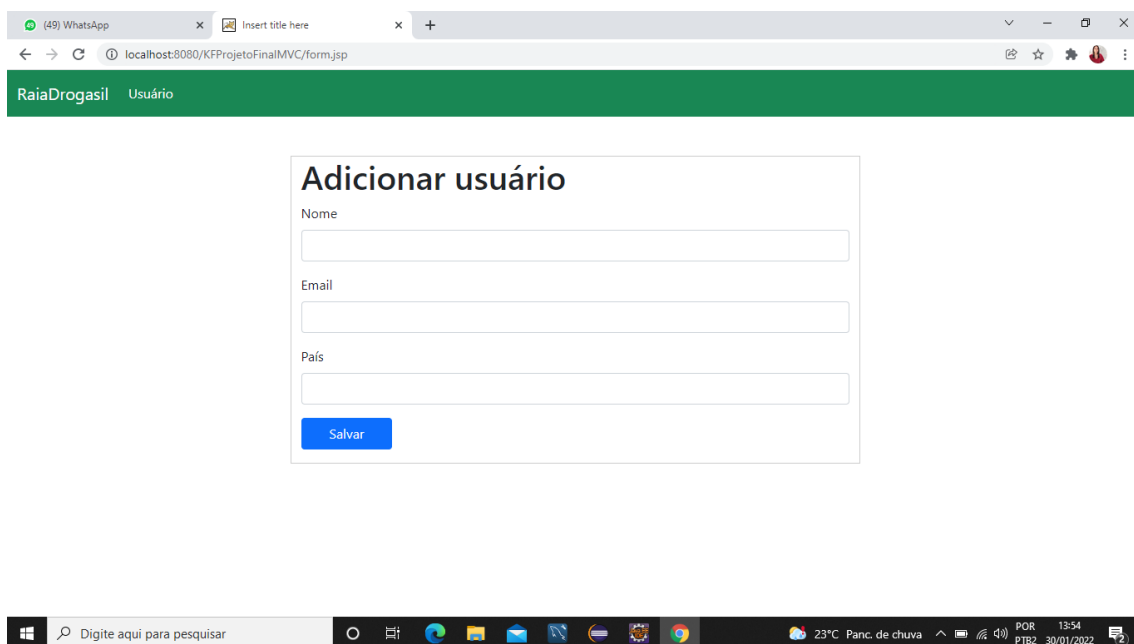 (49) WhatsApp
Insert title here
localhost:8080/KFProjetoFinalMVC/form.jsp
RaiaDrogasil Usuário
Adicionar usuário
Nome
Email
País
Salvar
Digite aqui para pesquisar
23°C Panc. de chuva
POR
PTB2
13:54
30/01/2022
2